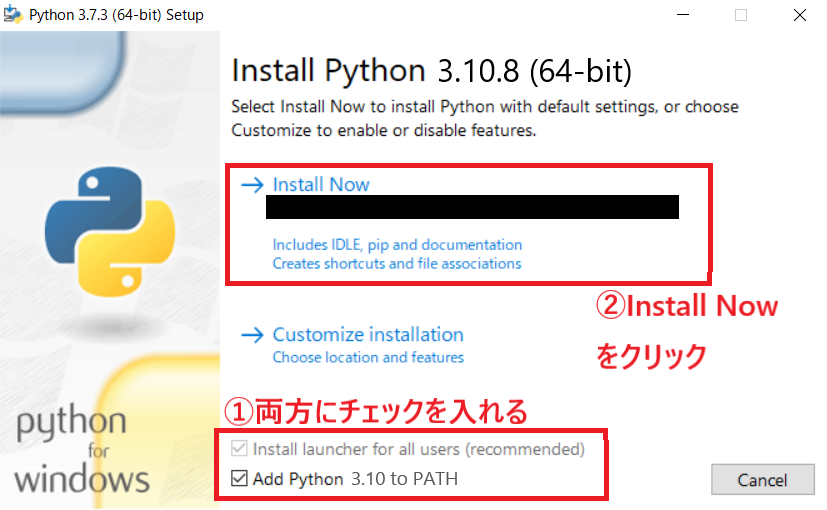 Python 3.7.3 (64-bit) Setup
Install Python 3.10.8 (64-bit)
Select Install Now to install Python with default settings, or choose
Customize to enable or disable features.
→ Install Now
Includes IDLE, pip and documentation
Creates shortcuts and file associations
②Install Now
をクリック
→ Customize installation
Choose location and features
①両方にチェックを入れる
Install launcher for all users (recommended)
Add Python 3.10 to PATH
Cancel
python
for
windows